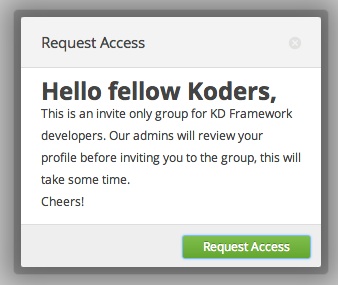 Request Access
Hello fellow Koders,
This is an invite only group for KD Framework
developers. Our admins will review your
profile before inviting you to the group, this will
take some time.
Cheers!
Request Access